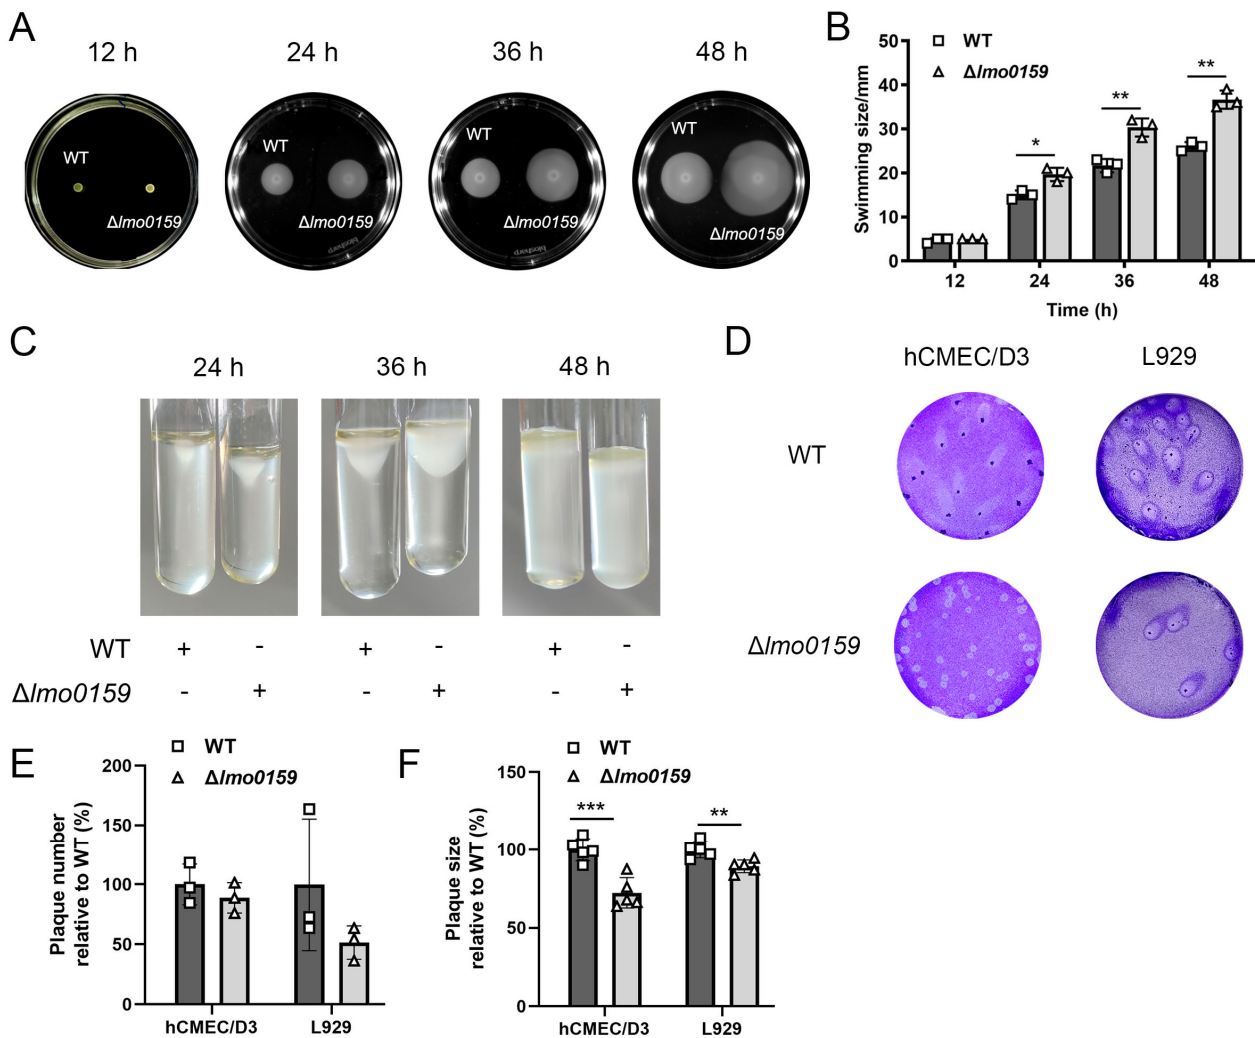 A
12 h
24 h
36 h
48 h
WT
Δlmo0159
WT
Δlmo0159
biosharp
WT
Δlmo0159
biosharp
WT
Δlmo0159
B
WT
Δlmo0159
Swimming size/mm
50
40
30
20
10
0
*
**
**
12
24
36
48
Time (h)
C
24 h
36 h
48 h
WT
+
-
+
-
+
-
Δlmo0159
-
+
-
+
-
+
D
hCMEC/D3
L929
WT
Δlmo0159
E
WT
Δlmo0159
Plaque number
relative to WT (%)
200
150
100
50
0
hCMEC/D3
L929
F
WT
Δlmo0159
Plaque size
relative to WT (%)
150
100
50
0
***
**
hCMEC/D3
L929